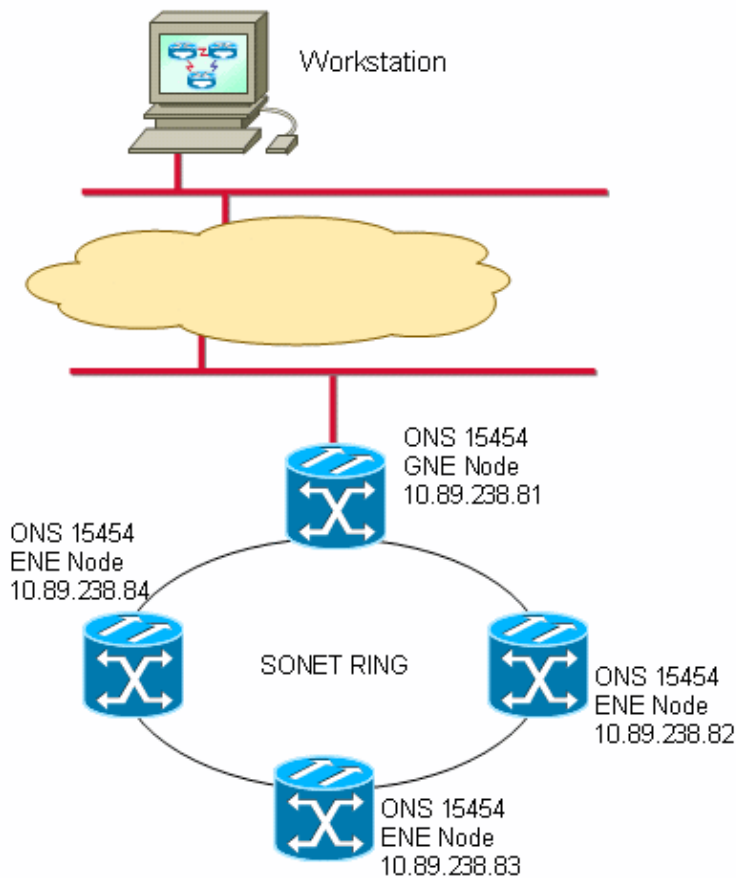 Workstation
ONS 15454
GNE Node
10.89.238.81
ONS 15454
ENE Node
10.89.238.84
SONET RING
ONS 15454
ENE Node
10.89.238.82
ONS 15454
ENE Node
10.89.238.83